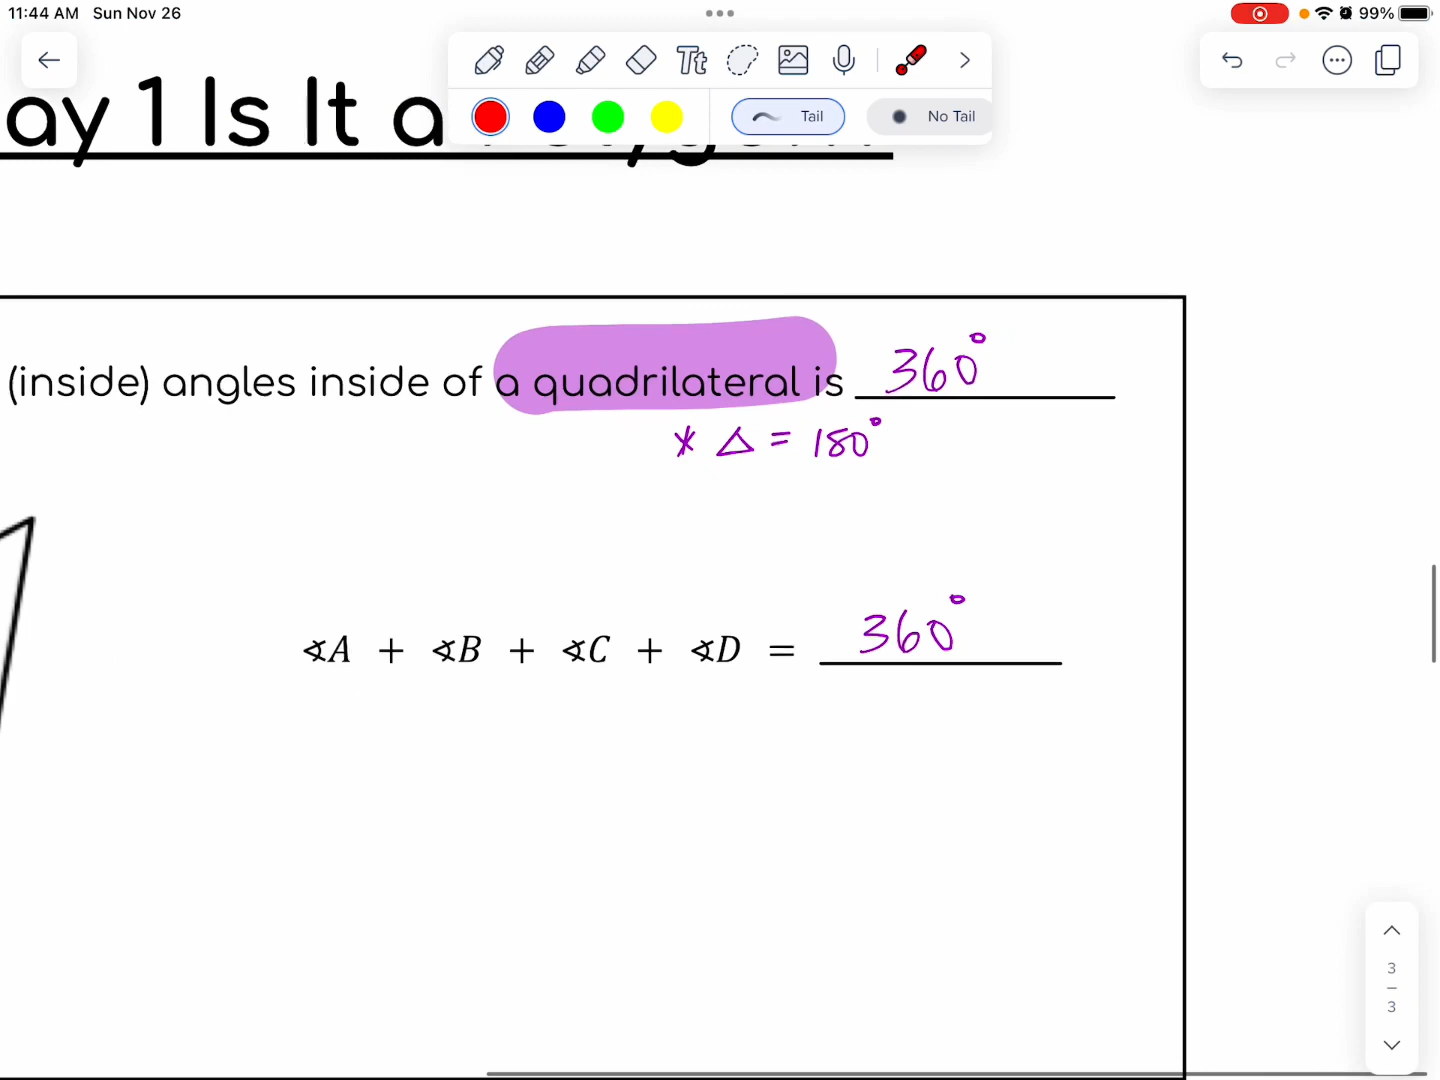 11:44 AM Sun Nov 26
99%
Tt
Tail
No Tail
ay 1 Is It a
(inside) angles inside of a quadrilateral is 360°
* △ = 180°
∢A + ∢B + ∢C + ∢D = 360°
3
3